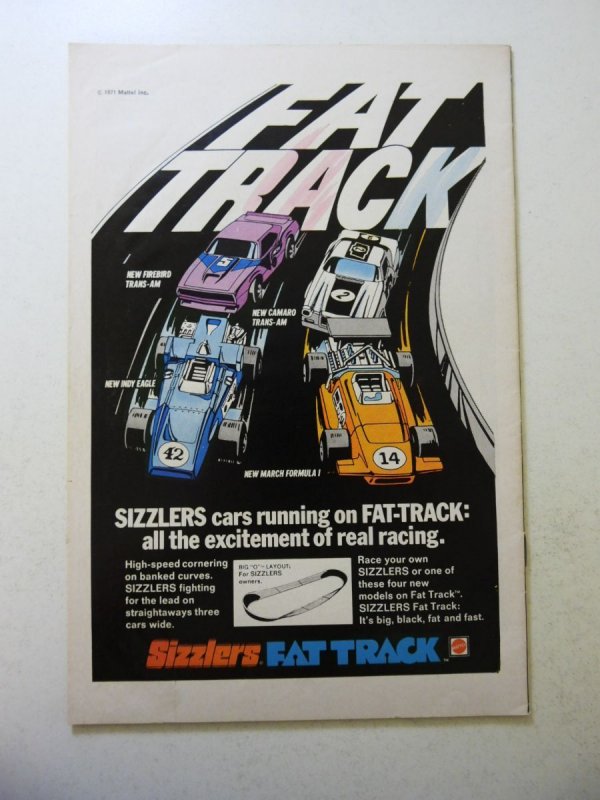 © 1971 Mattel Inc.
FAT
TRACK
5
NEW FIREBIRD
TRANS-AM
2
NEW CAMARO
TRANS-AM
NEW INDY EAGLE
42
14
NEW MARCH FORMULA I
SIZZLERS cars running on FAT-TRACK:
all the excitement of real racing.
High-speed cornering
on banked curves.
SIZZLERS fighting
for the lead on
straightaways three
cars wide.
BIG "O"-LAYOUT.
For SIZZLERS
owners.
Race your own
SIZZLERS or one of
these four new
models on Fat Track™.
SIZZLERS Fat Track:
It's big, black, fat and fast.
Sizzlers® FAT TRACK™